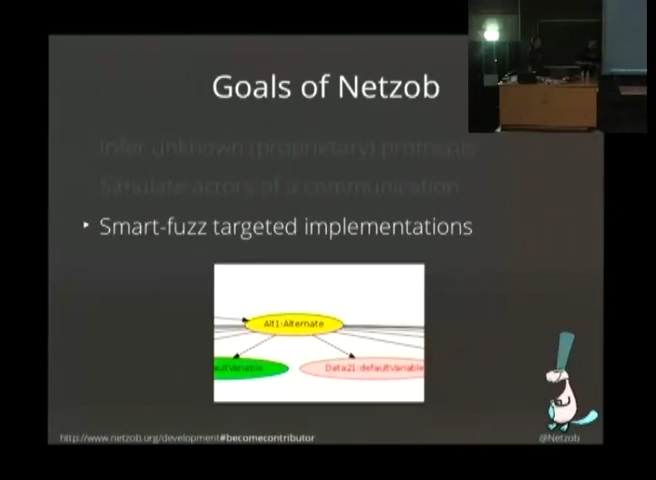 Goals of Netzob
Infer unknown (proprietary) protocols
Simulate actors of a communication
‣ Smart-fuzz targeted implementations
Alt1:Alternate
aultVariable
Data21:defaultVariable
http://www.netzob.org/development#becomecontributor
@Netzob